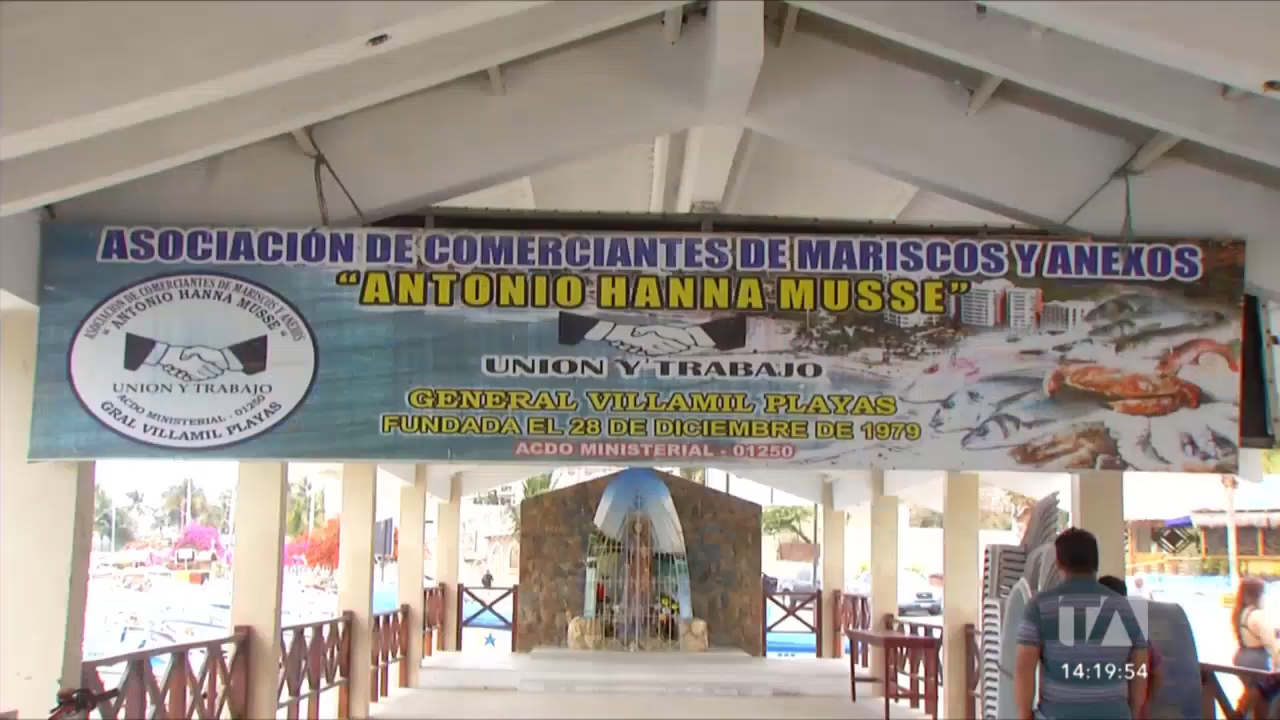 ASOCIACIÓN DE COMERCIANTES DE MARISCOS Y ANEXOS
"ANTONIO HANNA MUSSE"
UNION Y TRABAJO
GENERAL VILLAMIL PLAYAS
FUNDADA EL 28 DE DICIEMBRE DE 1979
ACDO MINISTERIAL - 01250
ASOCIACIÓN DE COMERCIANTES DE MARISCOS Y ANEXOS
"ANTONIO HANNA MUSSE"
UNION Y TRABAJO
ACDO MINISTERIAL - 01250
GRAL VILLAMIL PLAYAS
TA
14:19:54